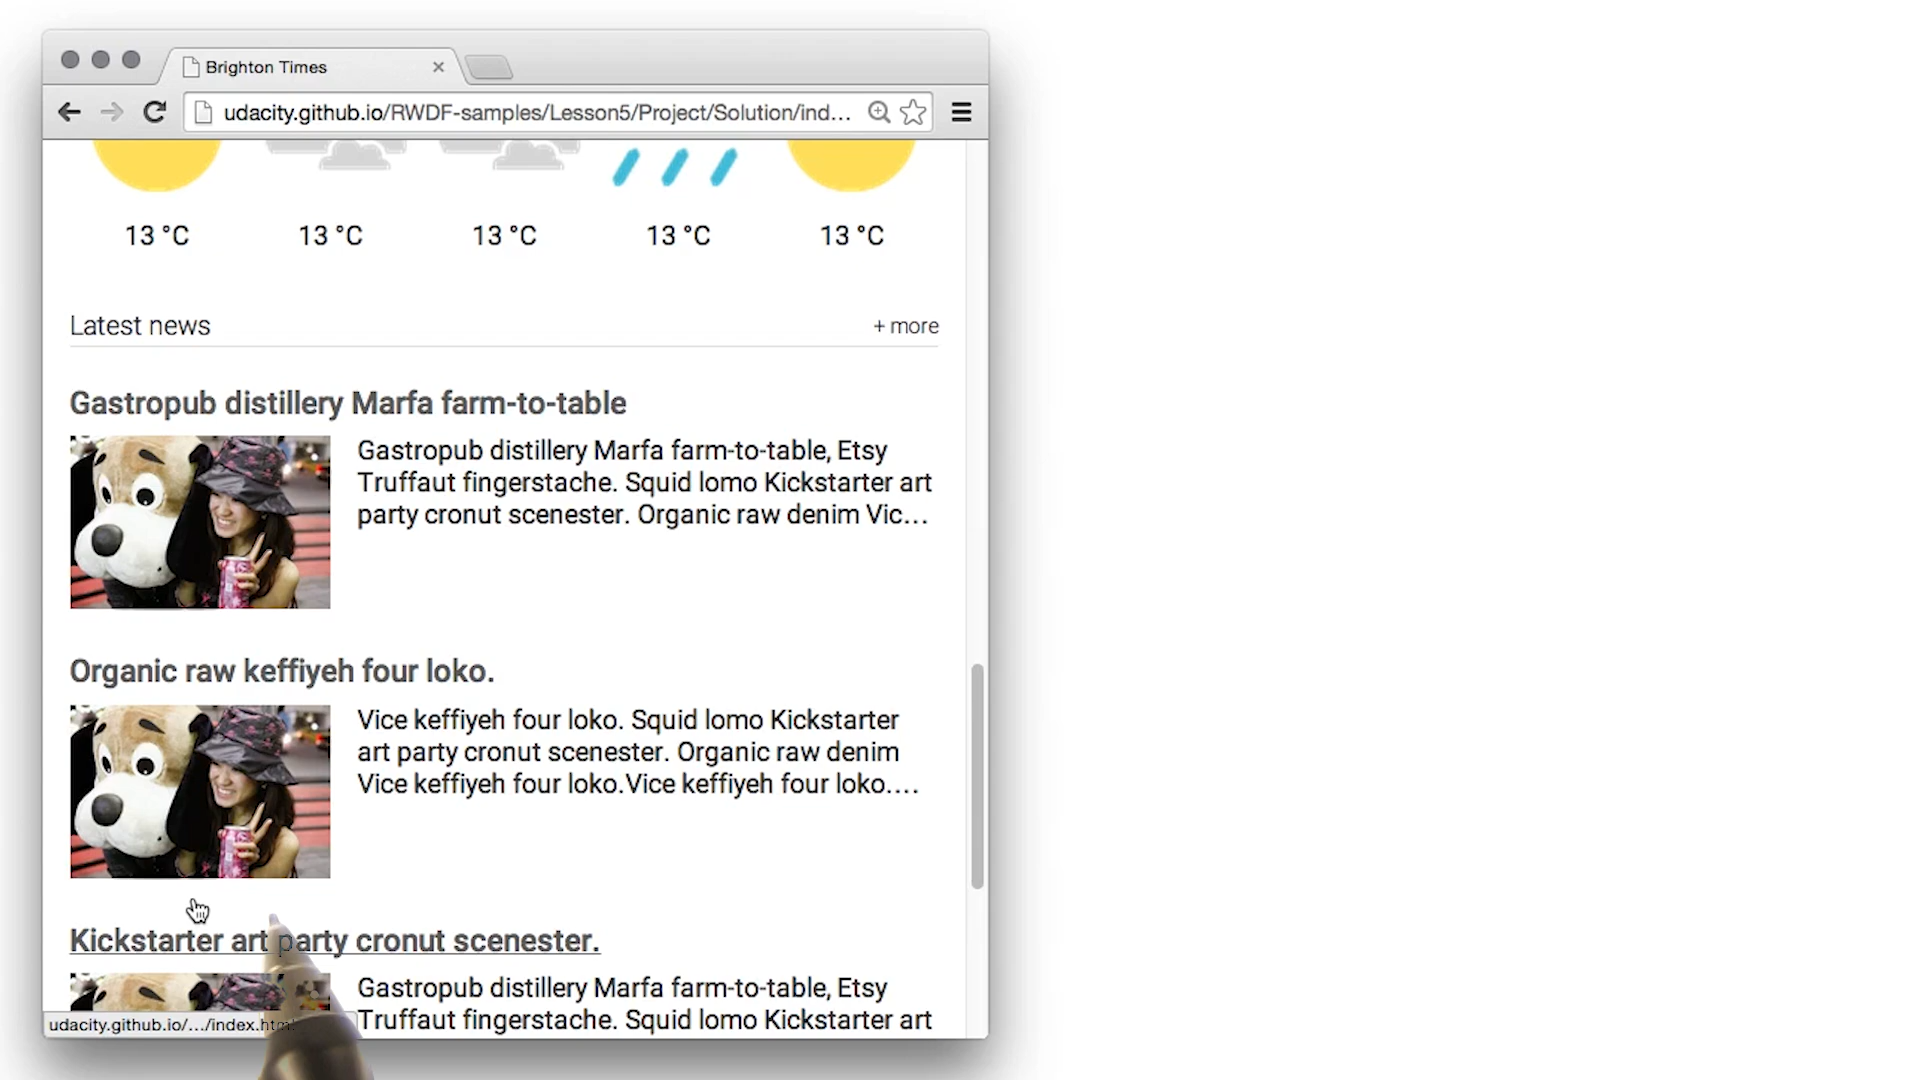 Brighton Times
udacity.github.io/RWDF-samples/Lesson5/Project/Solution/ind...
13 °C 13 °C 13 °C 13 °C 13 °C
Latest news + more
Gastropub distillery Marfa farm-to-table
Gastropub distillery Marfa farm-to-table, Etsy
Truffaut fingerstache. Squid lomo Kickstarter art
party cronut scenester. Organic raw denim Vic...
Organic raw keffiyeh four loko.
Vice keffiyeh four loko. Squid lomo Kickstarter
art party cronut scenester. Organic raw denim
Vice keffiyeh four loko.Vice keffiyeh four loko....
Kickstarter art party cronut scenester.
Gastropub distillery Marfa farm-to-table, Etsy
Truffaut fingerstache. Squid lomo Kickstarter art
udacity.github.io/.../index.html